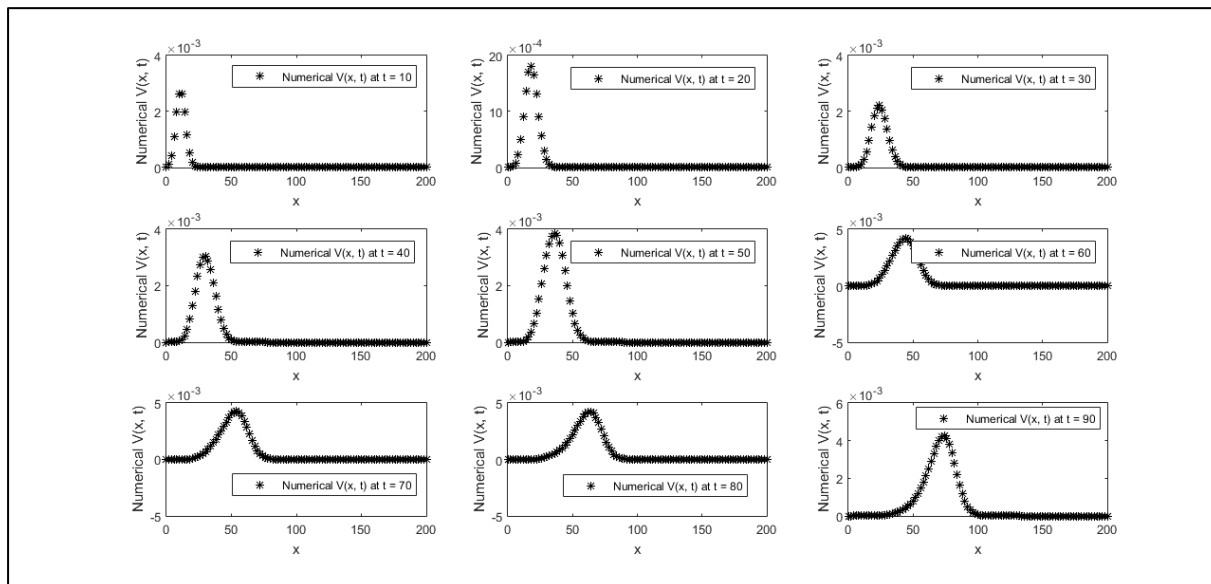 ×10-3
Numerical V(x, t)
4
2
0
Numerical V(x, t) at t = 10
0 50 100 150 200
x
×10-4
Numerical V(x, t)
20
10
0
Numerical V(x, t) at t = 20
0 50 100 150 200
x
×10-3
Numerical V(x, t)
4
2
0
Numerical V(x, t) at t = 30
0 50 100 150 200
x
×10-3
Numerical V(x, t)
4
2
0
Numerical V(x, t) at t = 40
0 50 100 150 200
x
×10-3
Numerical V(x, t)
4
2
0
Numerical V(x, t) at t = 50
0 50 100 150 200
x
×10-3
Numerical V(x, t)
5
0
-5
Numerical V(x, t) at t = 60
0 50 100 150 200
x
×10-3
Numerical V(x, t)
5
0
-5
Numerical V(x, t) at t = 70
0 50 100 150 200
x
×10-3
Numerical V(x, t)
5
0
-5
Numerical V(x, t) at t = 80
0 50 100 150 200
x
×10-3
Numerical V(x, t)
6
4
2
0
Numerical V(x, t) at t = 90
0 50 100 150 200
x